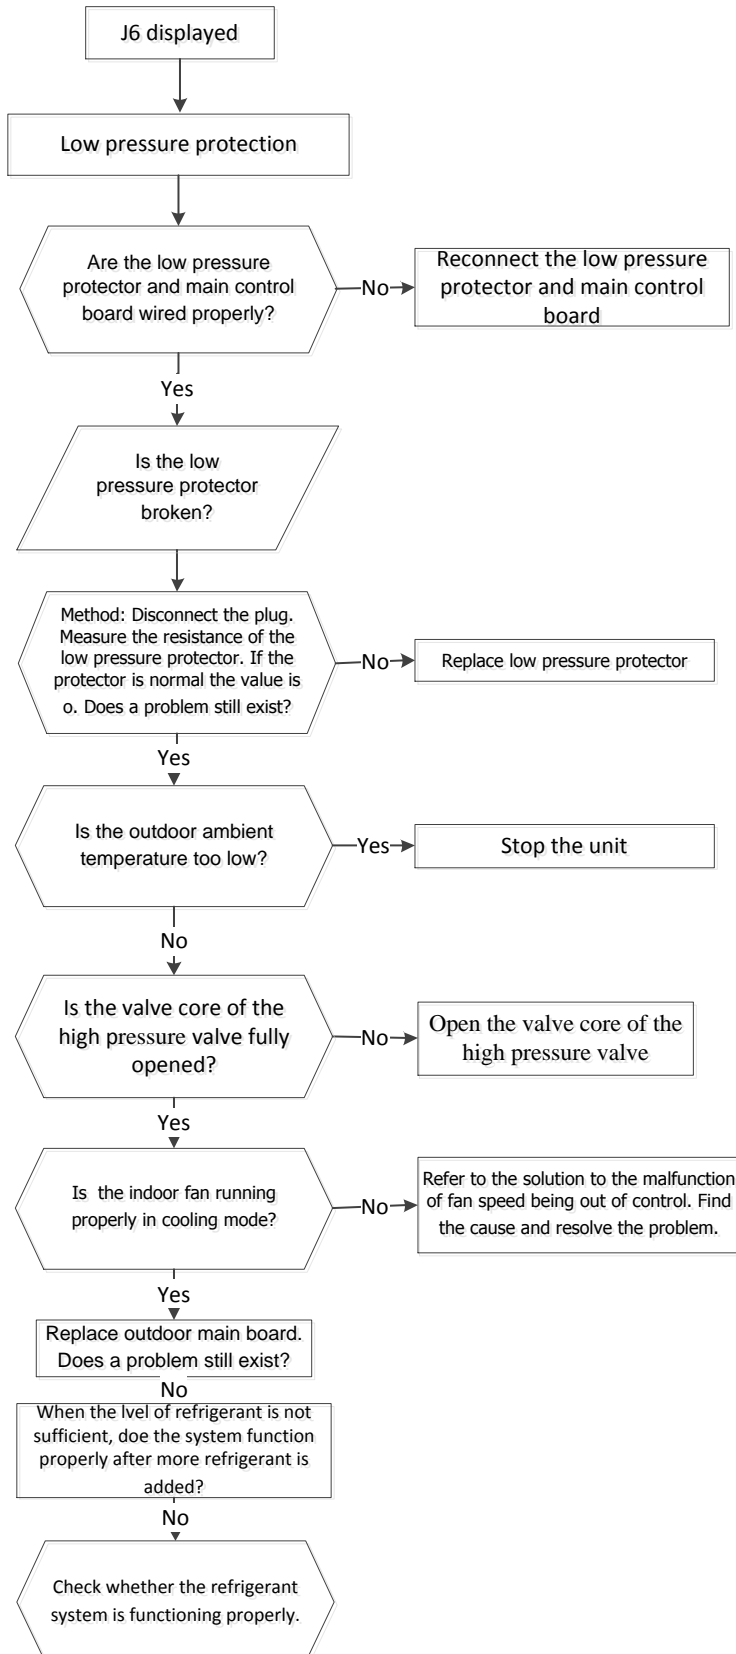 J6 displayed
Low pressure protection
Are the low pressure
protector and main control
board wired properly?
No
Reconnect the low pressure
protector and main control
board
Yes
Is the low
pressure protector
broken?
Method: Disconnect the plug.
Measure the resistance of the
low pressure protector. If the
protector is normal the value is
o. Does a problem still exist?
No
Replace low pressure protector
Yes
Is the outdoor ambient
temperature too low?
Yes
Stop the unit
No
Is the valve core of the
high pressure valve fully
opened?
No
Open the valve core of the
high pressure valve
Yes
Is the indoor fan running
properly in cooling mode?
No
Refer to the solution to the malfunction
of fan speed being out of control. Find
the cause and resolve the problem.
Yes
Replace outdoor main board.
Does a problem still exist?
No
When the lvel of refrigerant is not
sufficient, doe the system function
properly after more refrigerant is
added?
No
Check whether the refrigerant
system is functioning properly.